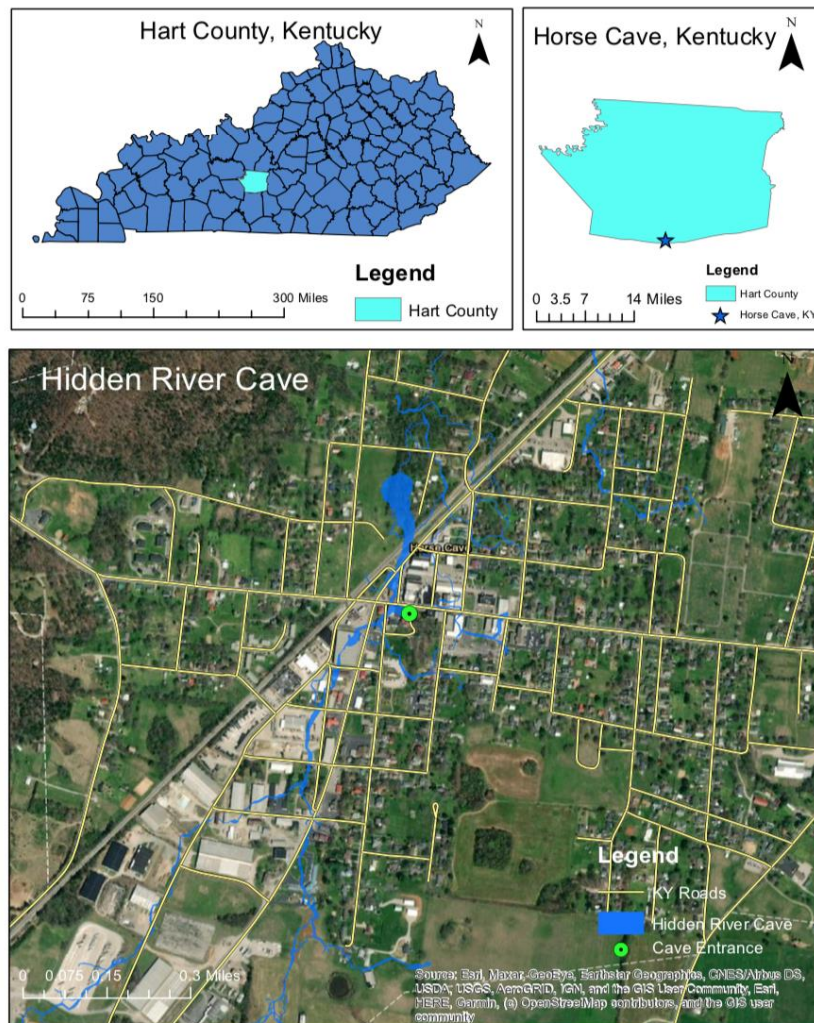 Hart County, Kentucky
N
Legend
0 75 150 300 Miles
Hart County
Horse Cave, Kentucky
N
Legend
0 3.5 7 14 Miles
Hart County
Horse Cave, KY
Hidden River Cave
N
Horse Cave
Legend
KY Roads
Hidden River Cave
Cave Entrance
0 0.075 0.15 0.3 Miles
Source: Esri, Maxar, GeoEye, Earthstar Geographics, CNES/Airbus DS,
USDA, USGS, AeroGRID, IGN, and the GIS User Community, Esri,
HERE, Garmin, (c) OpenStreetMap contributors, and the GIS user
community